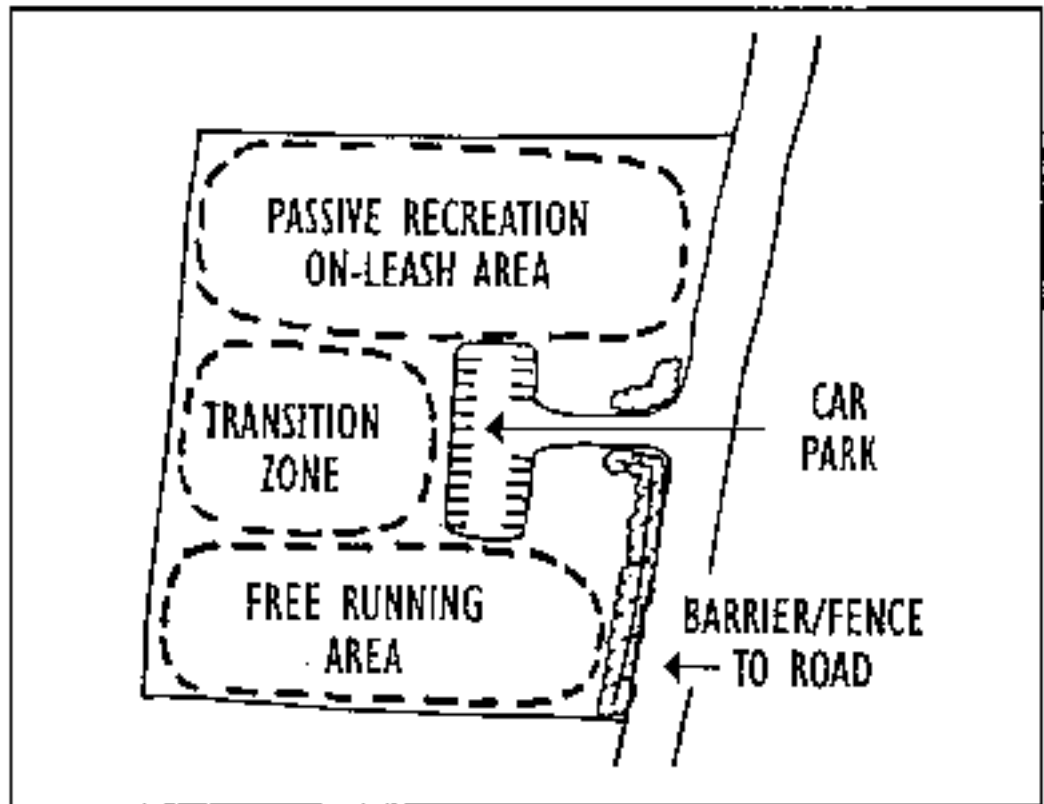 PASSIVE RECREATION
ON-LEASH AREA
TRANSITION
ZONE
CAR
PARK
FREE RUNNING
AREA
BARRIER/FENCE
TO ROAD